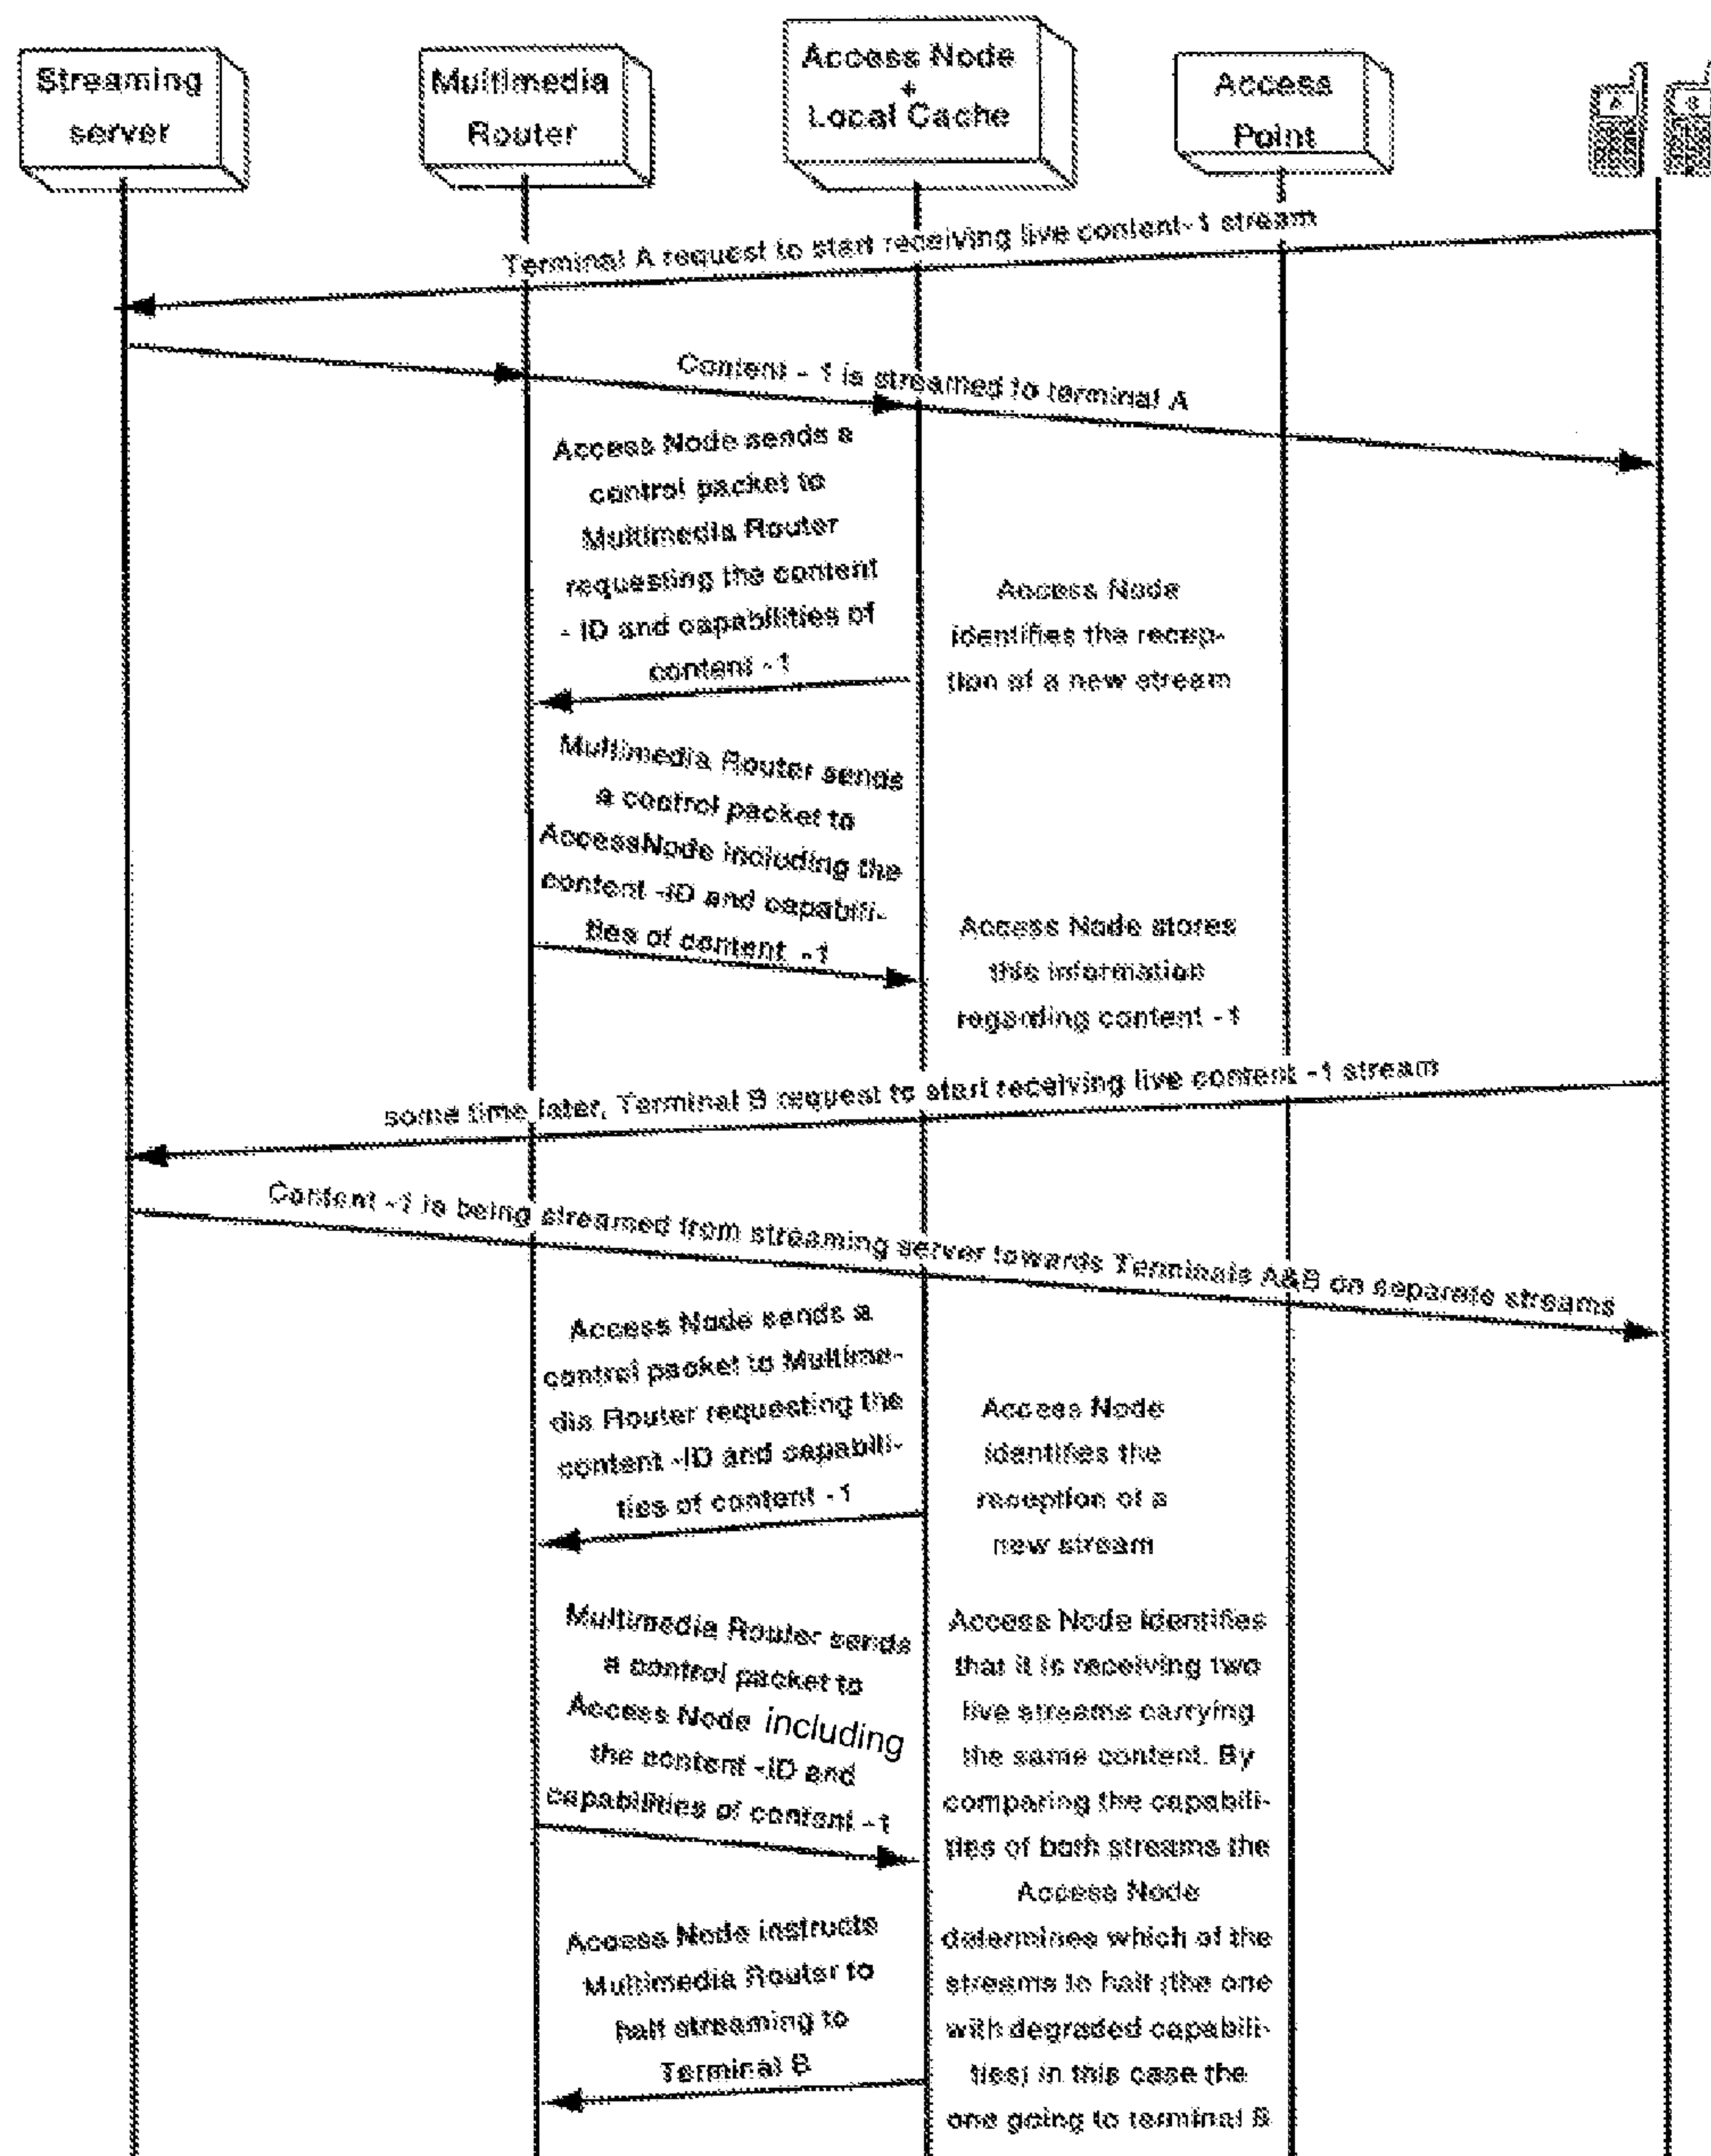 Streaming
server
Multimedia
Router
Access Node
+
Local Cache
Access
Point
A
Terminal A request to start receiving live content-1 stream
Content - 1 is streamed to terminal A
Access Node sends a
control packet to
Multimedia Router
requesting the content
- ID and capabilities of
content -1
Access Node
identifies the recep-
tion of a new stream
Multimedia Router sends
a control packet to
AccessNode including the
content -ID and capabili-
ties of content -1
Access Node stores
this information
regarding content -1
some time later, Terminal B request to start receiving live content -1 stream
Content -1 is being streamed from streaming server towards Terminals A&B on separate streams
Access Node sends a
control packet to Multime-
dia Router requesting the
content -ID and capabili-
ties of content -1
Access Node
identifies the
reception of a
new stream
Multimedia Router sends
a control packet to
Access Node including
the content -ID and
capabilities of content -1
Access Node identifies
that it is receiving two
live streams carrying
the same content. By
comparing the capabili-
ties of both streams the
Access Node
determines which of the
streams to halt (the one
with degraded capabili-
ties) in this case the
one going to terminal B
Access Node instructs
Multimedia Router to
halt streaming to
Terminal B